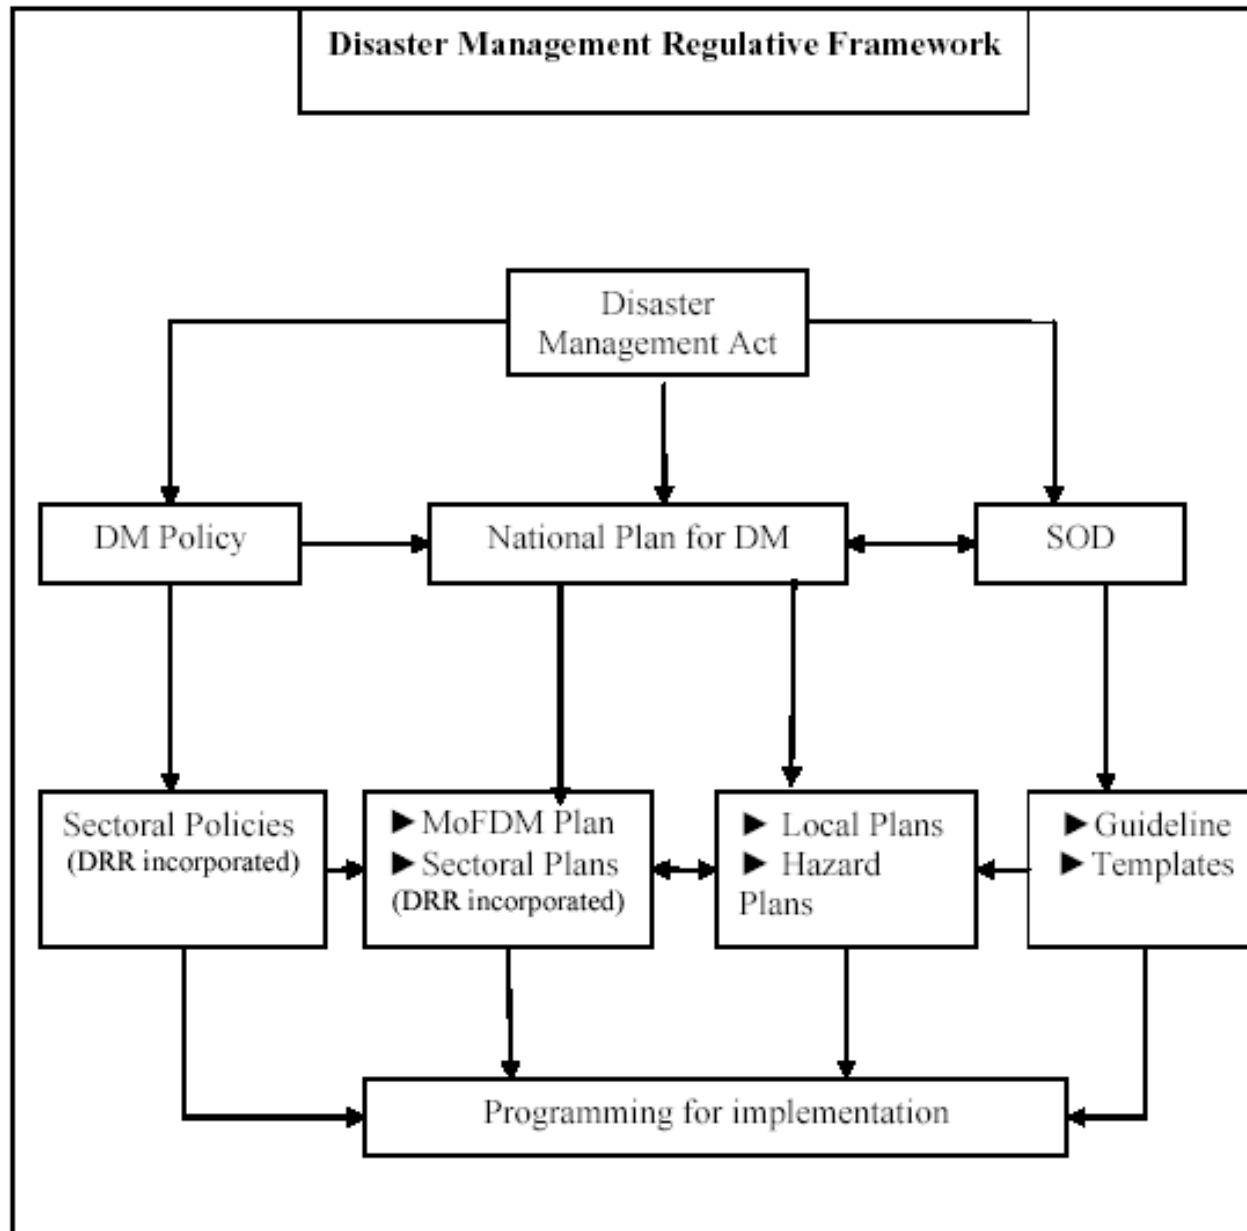 Disaster Management Regulative Framework
Disaster
Management Act
DM Policy
National Plan for DM
SOD
Sectoral Policies
(DRR incorporated)
► MoFDM Plan
► Sectoral Plans
(DRR incorporated)
► Local Plans
► Hazard
Plans
► Guideline
► Templates
Programming for implementation